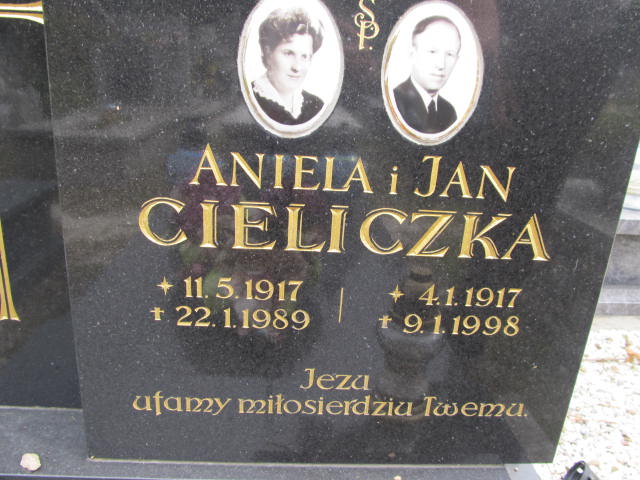 Ś.P.
ANIELA i JAN
CIELICZKA
* 11.5.1917 | * 4.1.1917
✝ 22.1.1989 | ✝ 9.1.1998
Jezu
ufamy miłosierdziu Twemu.